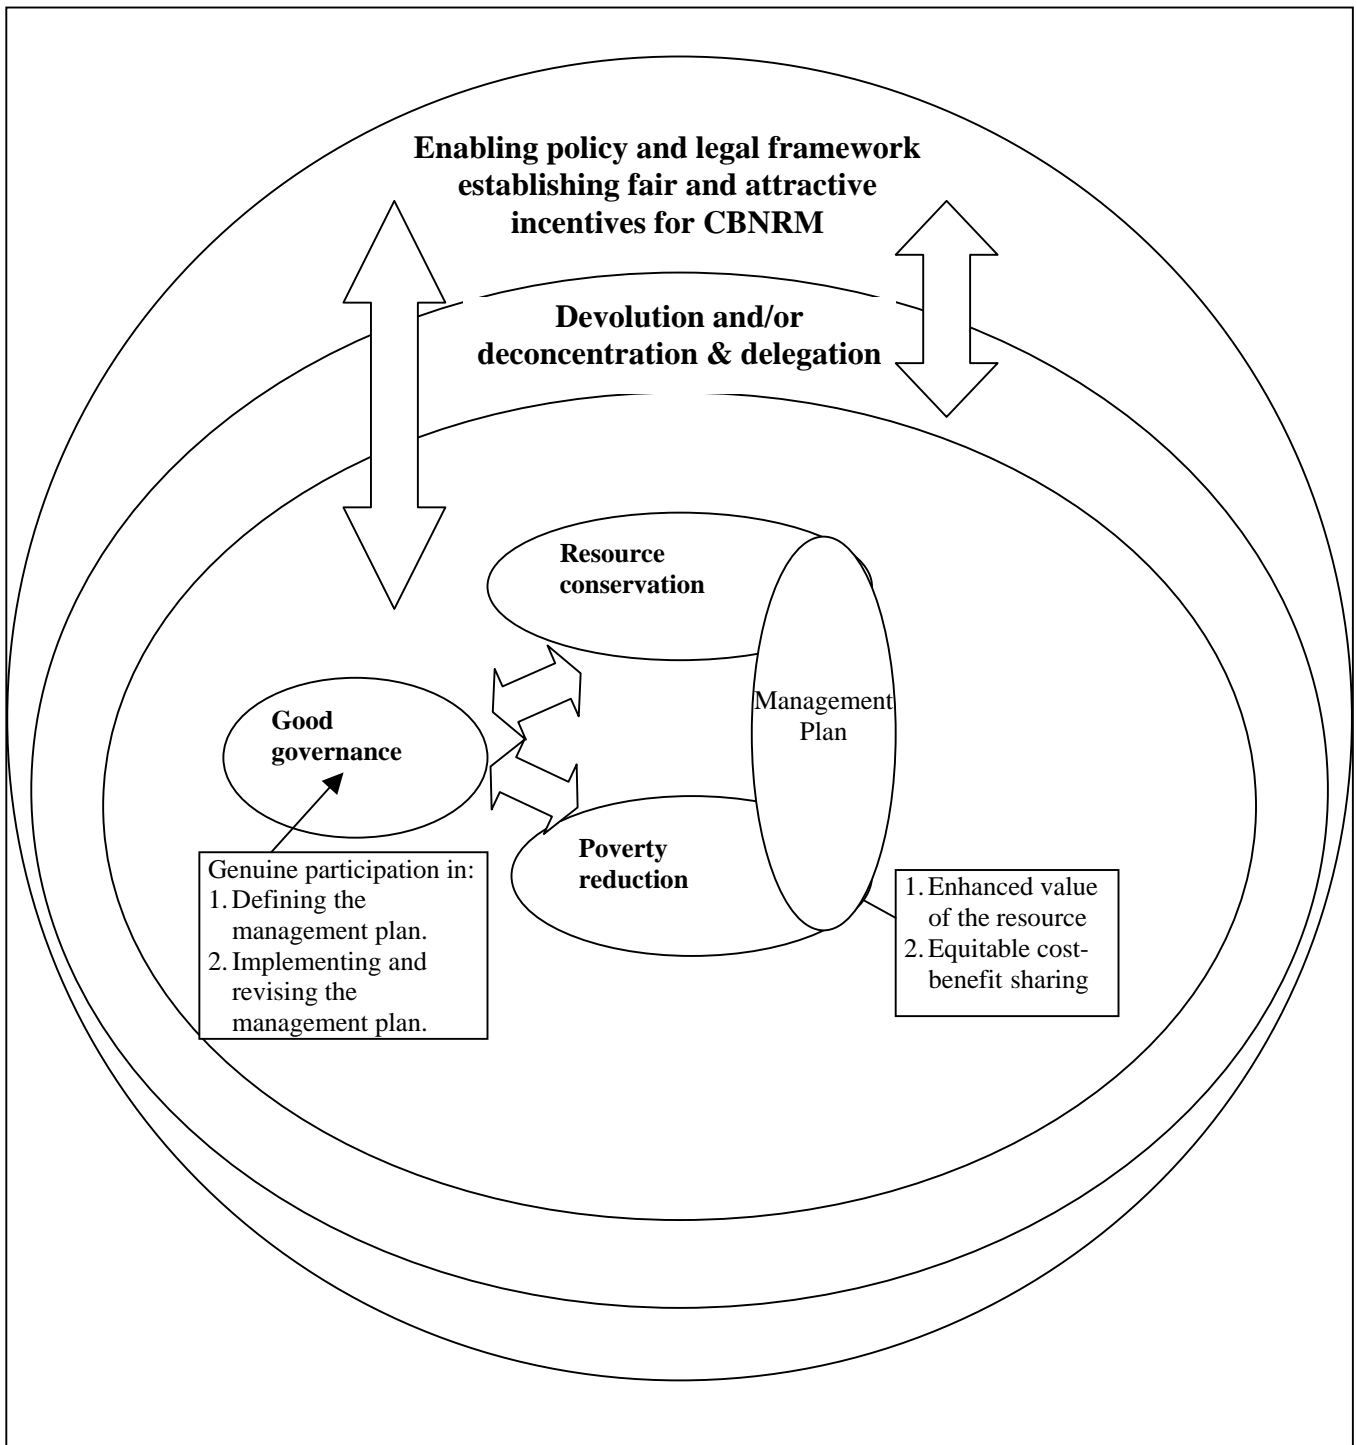 Enabling policy and legal framework
establishing fair and attractive
incentives for CBNRM
Devolution and/or
deconcentration & delegation
Resource
conservation
Management
Plan
Good
governance
Poverty
reduction
Genuine participation in:
1. Defining the
management plan.
2. Implementing and
revising the
management plan.
1. Enhanced value
of the resource
2. Equitable cost-
benefit sharing